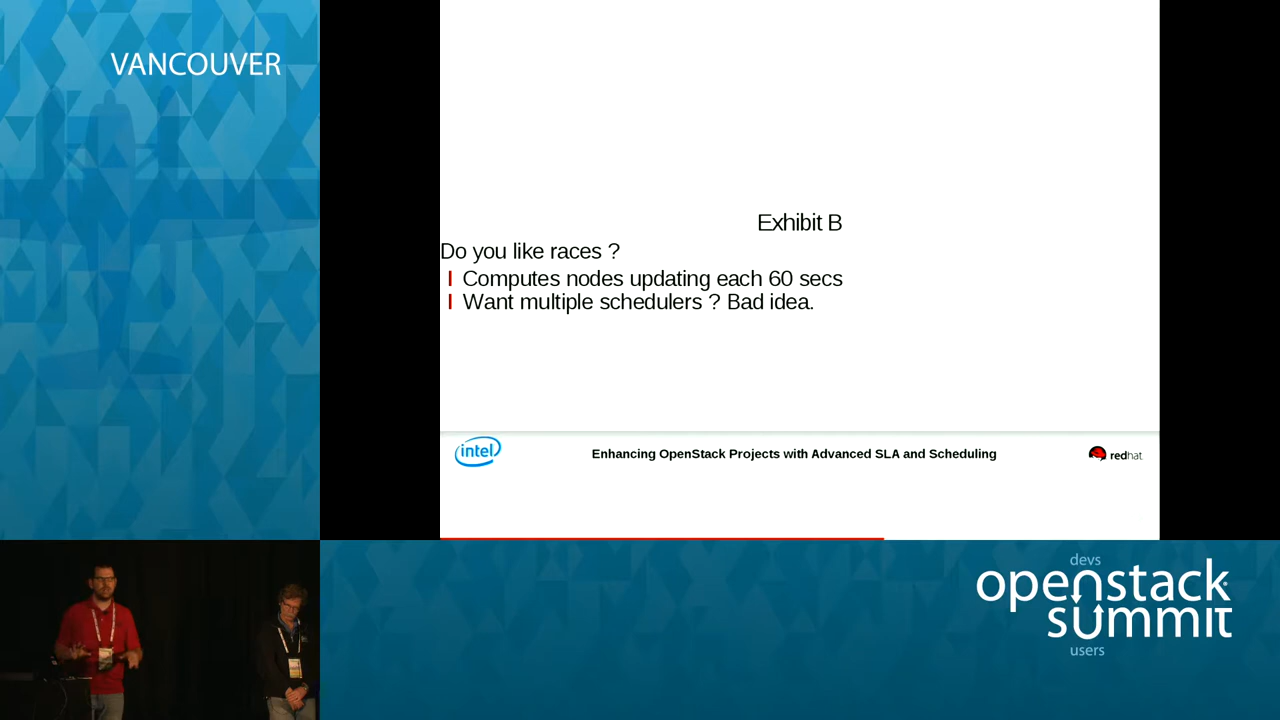 VANCOUVER
Exhibit B
Do you like races ?
Computes nodes updating each 60 secs
Want multiple schedulers ? Bad idea.
intel
Enhancing OpenStack Projects with Advanced SLA and Scheduling
redhat
devs
openstack
summit
users